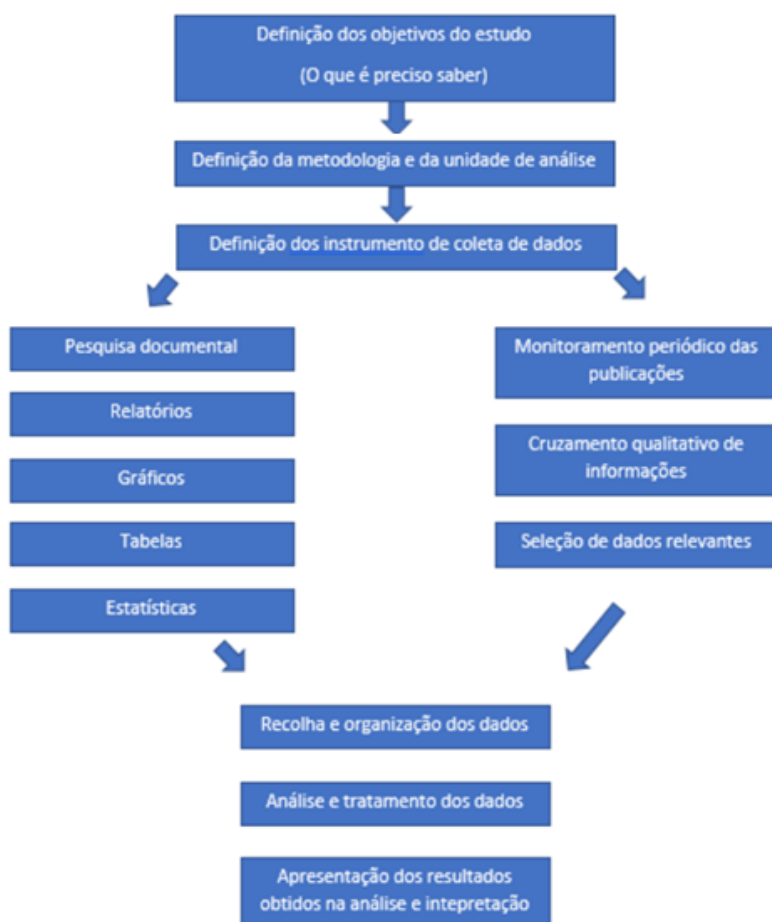 Definição dos objetivos do estudo
(O que é preciso saber)
Definição da metodologia e da unidade de análise
Definição dos instrumento de coleta de dados
Pesquisa documental
Relatórios
Gráficos
Tabelas
Estatísticas
Monitoramento periódico das
publicações
Cruzamento qualitativo de
informações
Seleção de dados relevantes
Recolha e organização dos dados
Análise e tratamento dos dados
Apresentação dos resultados
obtidos na análise e intepretação